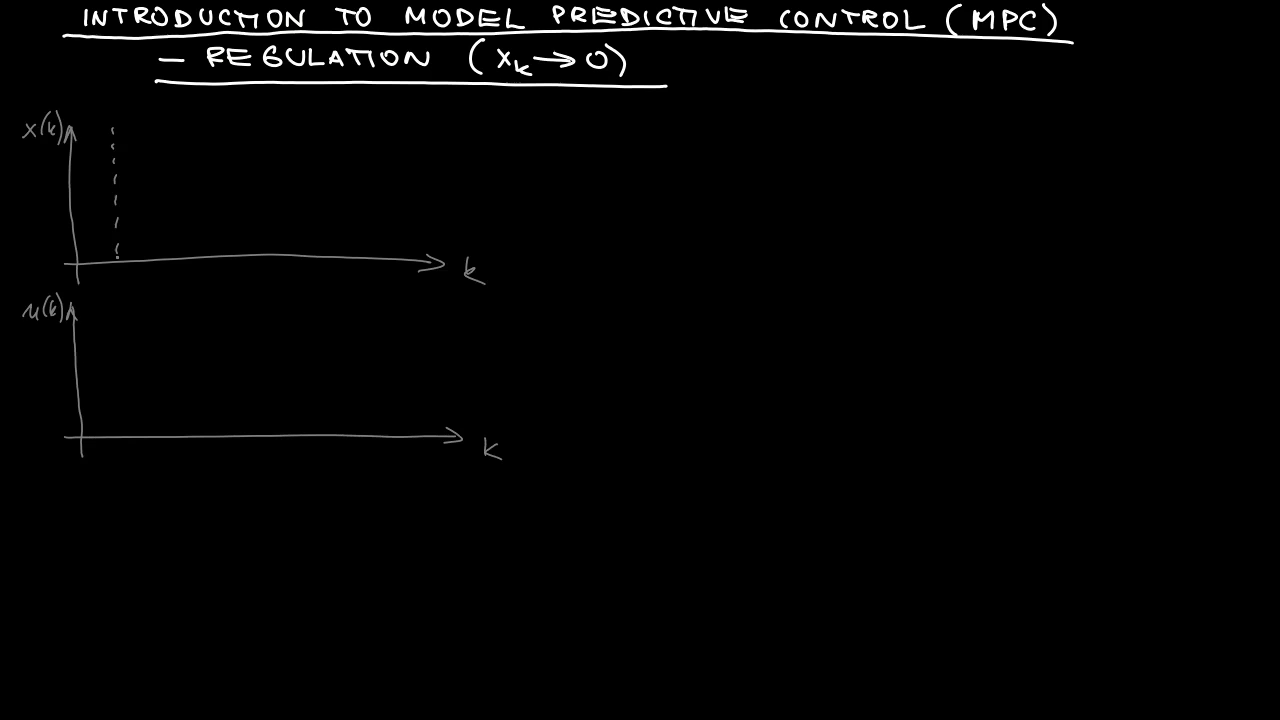 INTRODUCTION TO MODEL PREDICTIVE CONTROL (MPC)
— REGULATION (xₖ→0)
x(k)
k
u(k)
k